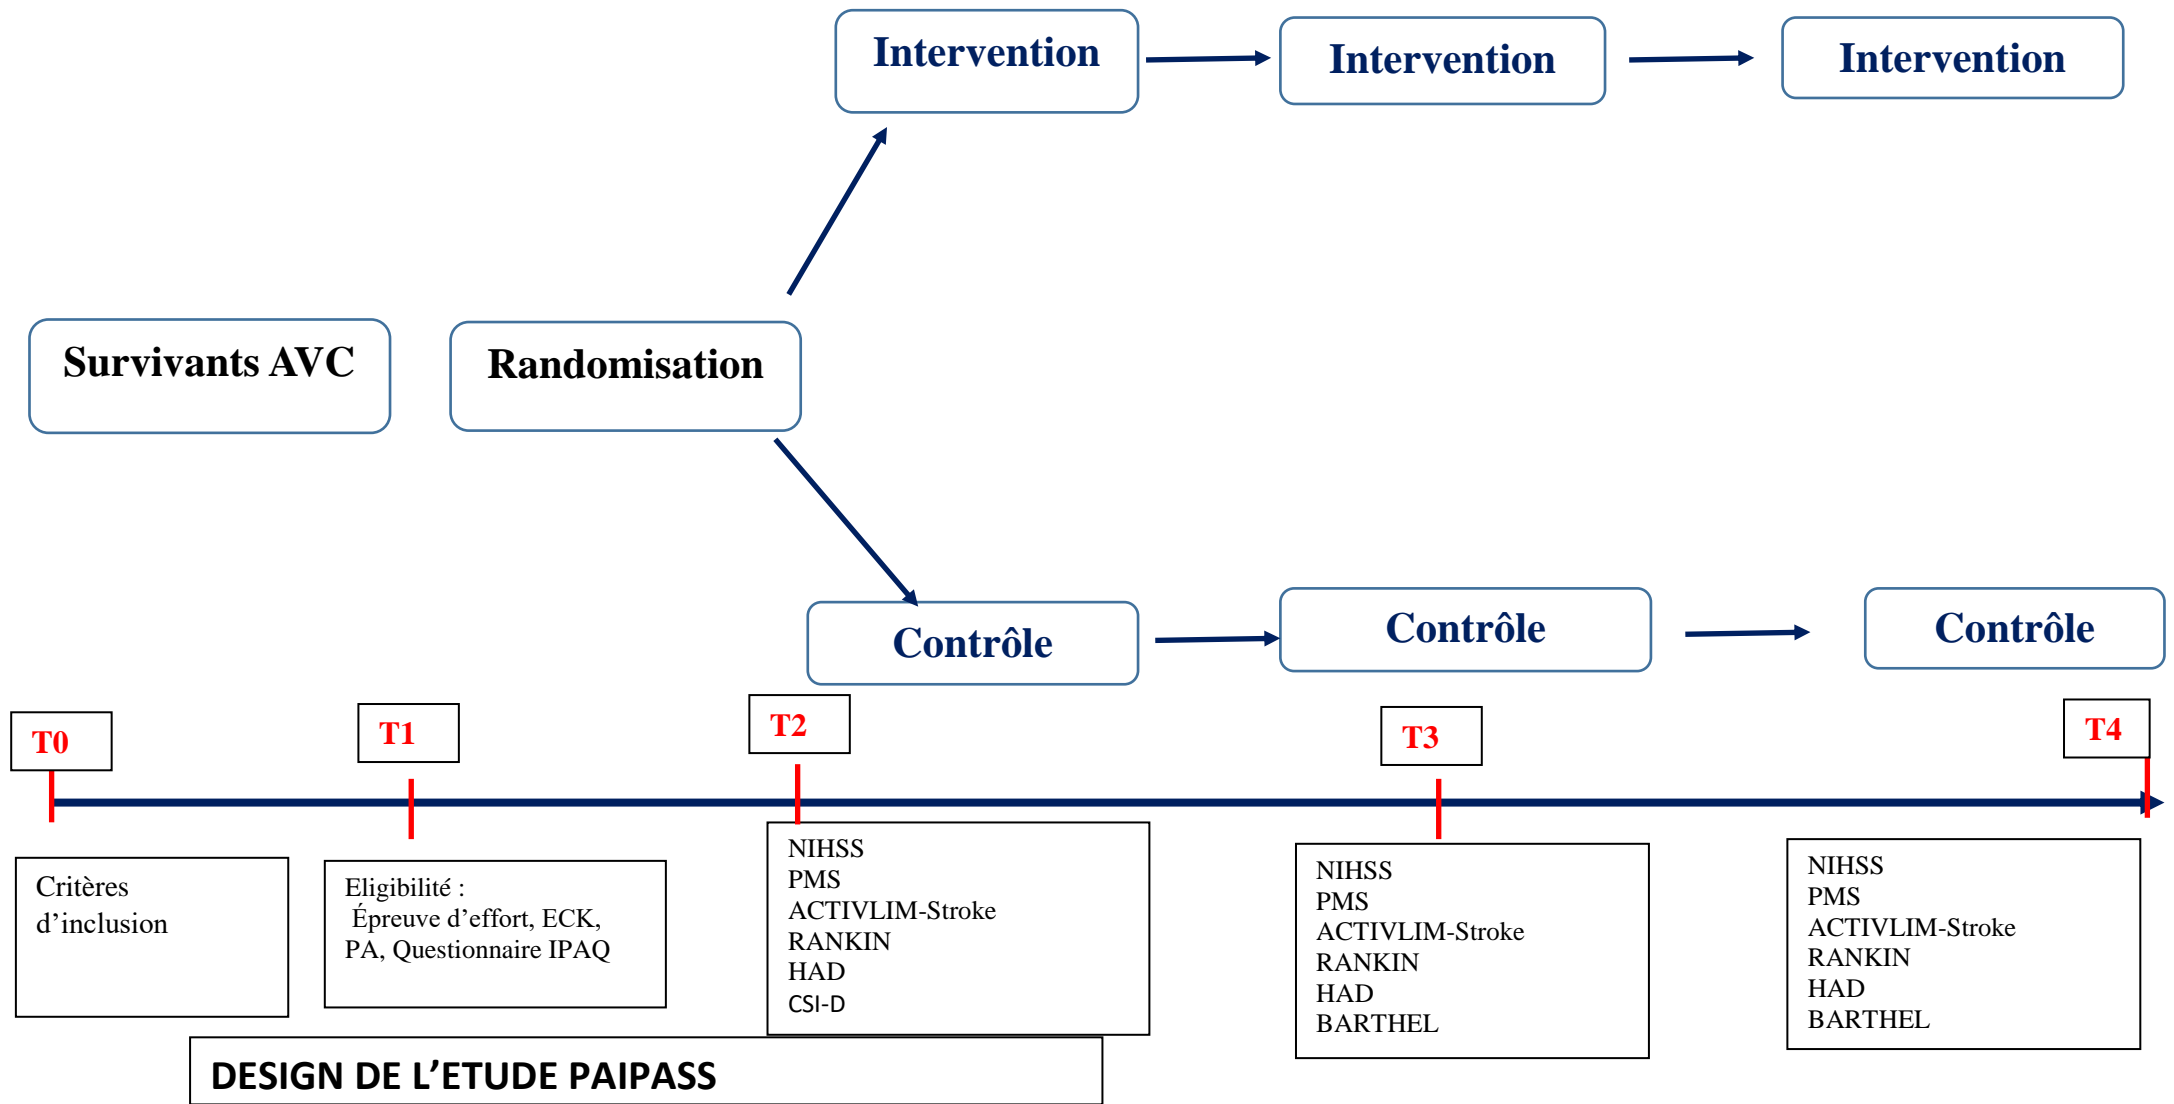 Intervention
Intervention
Intervention
Survivants AVC
Randomisation
Contrôle
Contrôle
Contrôle
T0
T1
T2
T3
T4
Critères
d’inclusion
Eligibilité :
Épreuve d’effort, ECK,
PA, Questionnaire IPAQ
NIHSS
PMS
ACTIVLIM-Stroke
RANKIN
HAD
CSI-D
NIHSS
PMS
ACTIVLIM-Stroke
RANKIN
HAD
BARTHEL
NIHSS
PMS
ACTIVLIM-Stroke
RANKIN
HAD
BARTHEL
DESIGN DE L’ETUDE PAIPASS